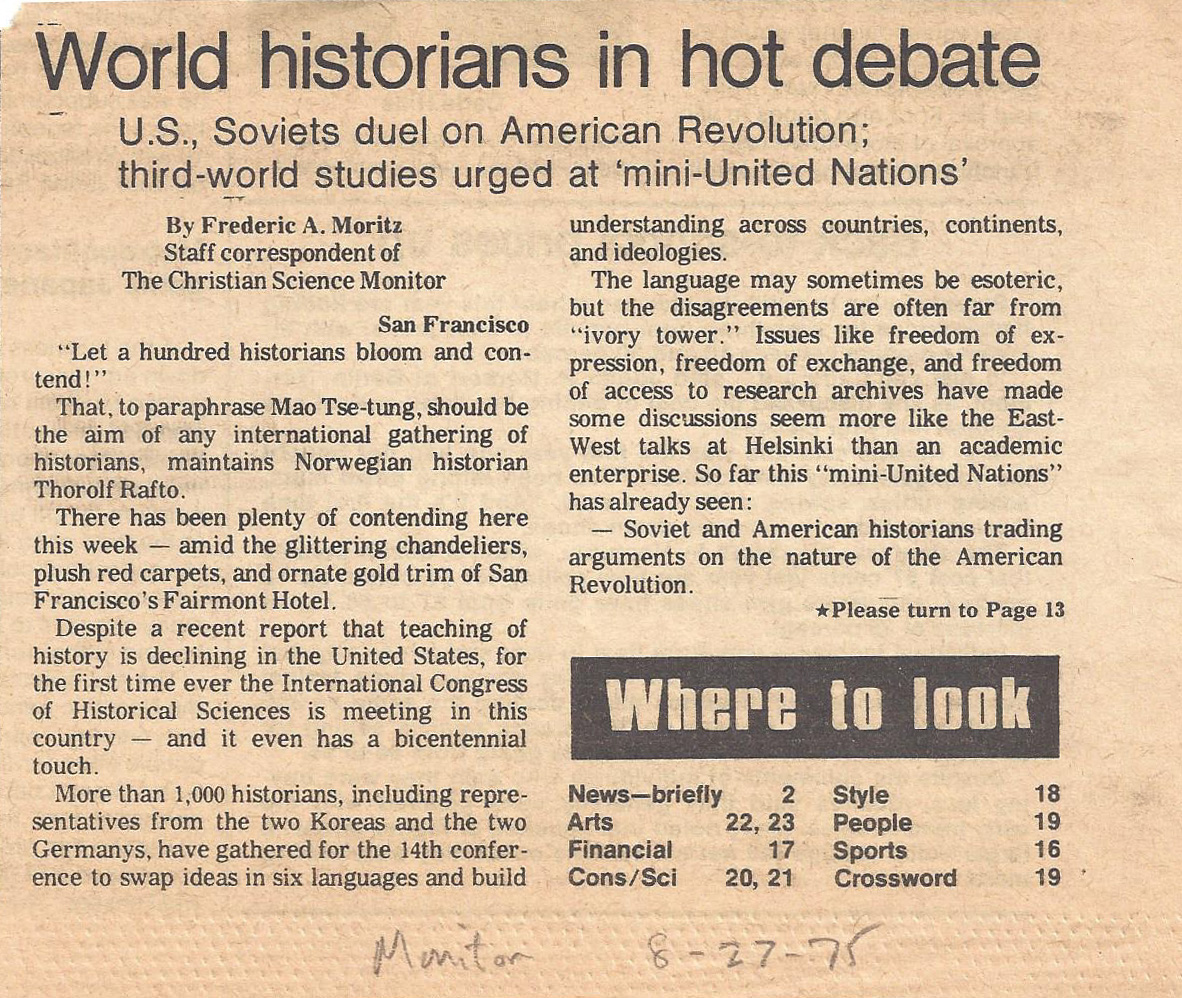 World historians in hot debate
U.S., Soviets duel on American Revolution;
third-world studies urged at ‘mini-United Nations’
By Frederic A. Moritz
Staff correspondent of
The Christian Science Monitor
San Francisco
“Let a hundred historians bloom and con-
tend!”
That, to paraphrase Mao Tse-tung, should be
the aim of any international gathering of
historians, maintains Norwegian historian
Thorolf Rafto.
There has been plenty of contending here
this week — amid the glittering chandeliers,
plush red carpets, and ornate gold trim of San
Francisco’s Fairmont Hotel.
Despite a recent report that teaching of
history is declining in the United States, for
the first time ever the International Congress
of Historical Sciences is meeting in this
country — and it even has a bicentennial
touch.
More than 1,000 historians, including repre-
sentatives from the two Koreas and the two
Germanys, have gathered for the 14th confer-
ence to swap ideas in six languages and build
understanding across countries, continents,
and ideologies.
The language may sometimes be esoteric,
but the disagreements are often far from
“ivory tower.” Issues like freedom of ex-
pression, freedom of exchange, and freedom
of access to research archives have made
some discussions seem more like the East-
West talks at Helsinki than an academic
enterprise. So far this “mini-United Nations”
has already seen:
— Soviet and American historians trading
arguments on the nature of the American
Revolution.
★Please turn to Page 13
Where to look
News—briefly 2 Style 18
Arts 22, 23 People 19
Financial 17 Sports 16
Cons/Sci 20, 21 Crossword 19
Monitor 8-27-75